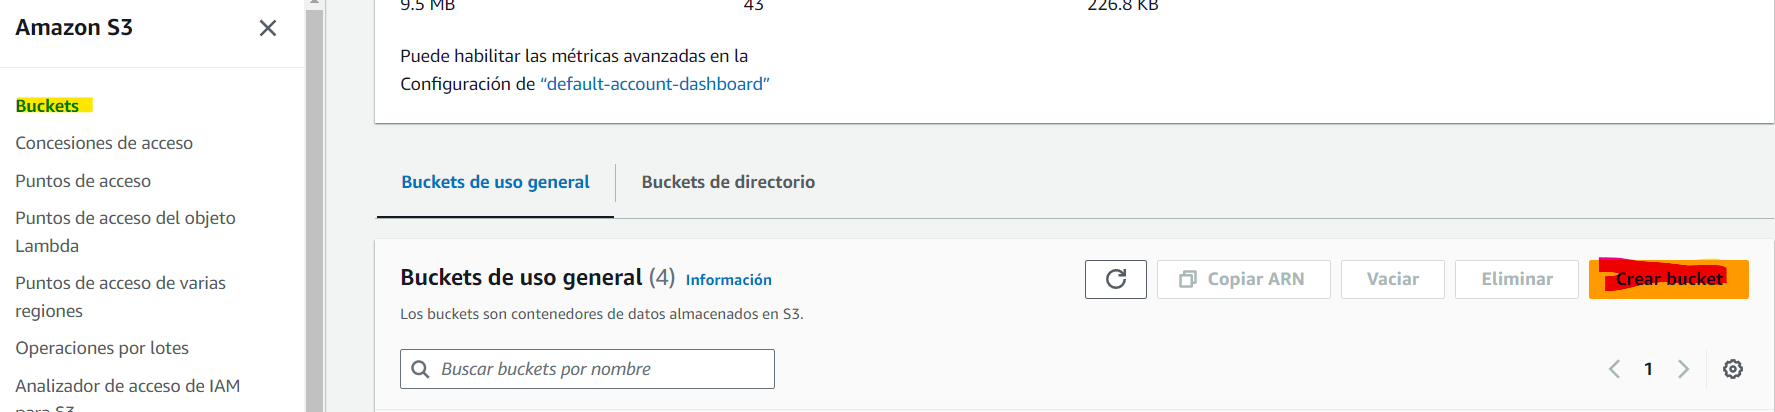 Amazon S3
Buckets
Concesiones de acceso
Puntos de acceso
Puntos de acceso del objeto
Lambda
Puntos de acceso de varias
regiones
Operaciones por lotes
Analizador de acceso de IAM
para S3
9.5 MB 43 226.8 KB
Puede habilitar las métricas avanzadas en la
Configuración de “default-account-dashboard”
Buckets de uso general Buckets de directorio
Buckets de uso general (4) Información
Copiar ARN Vaciar Eliminar Crear bucket
Los buckets son contenedores de datos almacenados en S3.
Buscar buckets por nombre
1